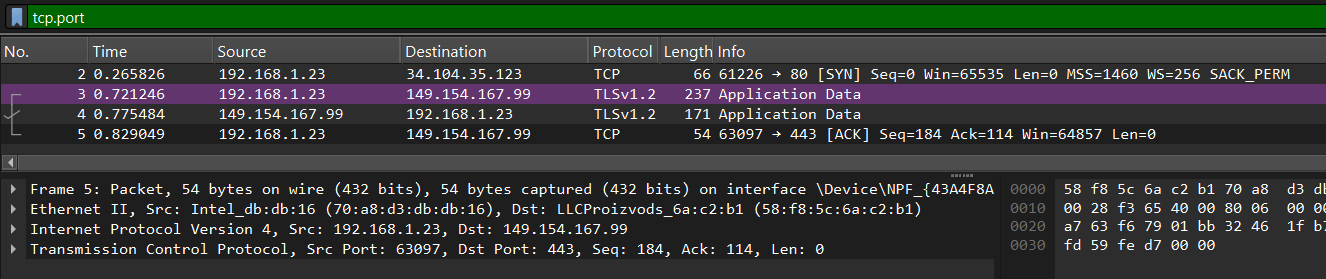 tcp.port
No. Time Source Destination Protocol Length Info
2 0.265826 192.168.1.23 34.104.35.123 TCP 66 61226 → 80 [SYN] Seq=0 Win=65535 Len=0 MSS=1460 WS=256 SACK_PERM
3 0.721246 192.168.1.23 149.154.167.99 TLSv1.2 237 Application Data
4 0.775484 149.154.167.99 192.168.1.23 TLSv1.2 171 Application Data
5 0.829049 192.168.1.23 149.154.167.99 TCP 54 63097 → 443 [ACK] Seq=184 Ack=114 Win=64857 Len=0
Frame 5: Packet, 54 bytes on wire (432 bits), 54 bytes captured (432 bits) on interface \Device\NPF_{43A4F8A
Ethernet II, Src: Intel_db:db:16 (70:a8:d3:db:db:16), Dst: LLCProizvods_6a:c2:b1 (58:f8:5c:6a:c2:b1)
Internet Protocol Version 4, Src: 192.168.1.23, Dst: 149.154.167.99
Transmission Control Protocol, Src Port: 63097, Dst Port: 443, Seq: 184, Ack: 114, Len: 0
0000 58 f8 5c 6a c2 b1 70 a8 d3 db
0010 00 28 f3 65 40 00 80 06 00 00
0020 a7 63 f6 79 01 bb 32 46 1f b7
0030 fd 59 fe d7 00 00